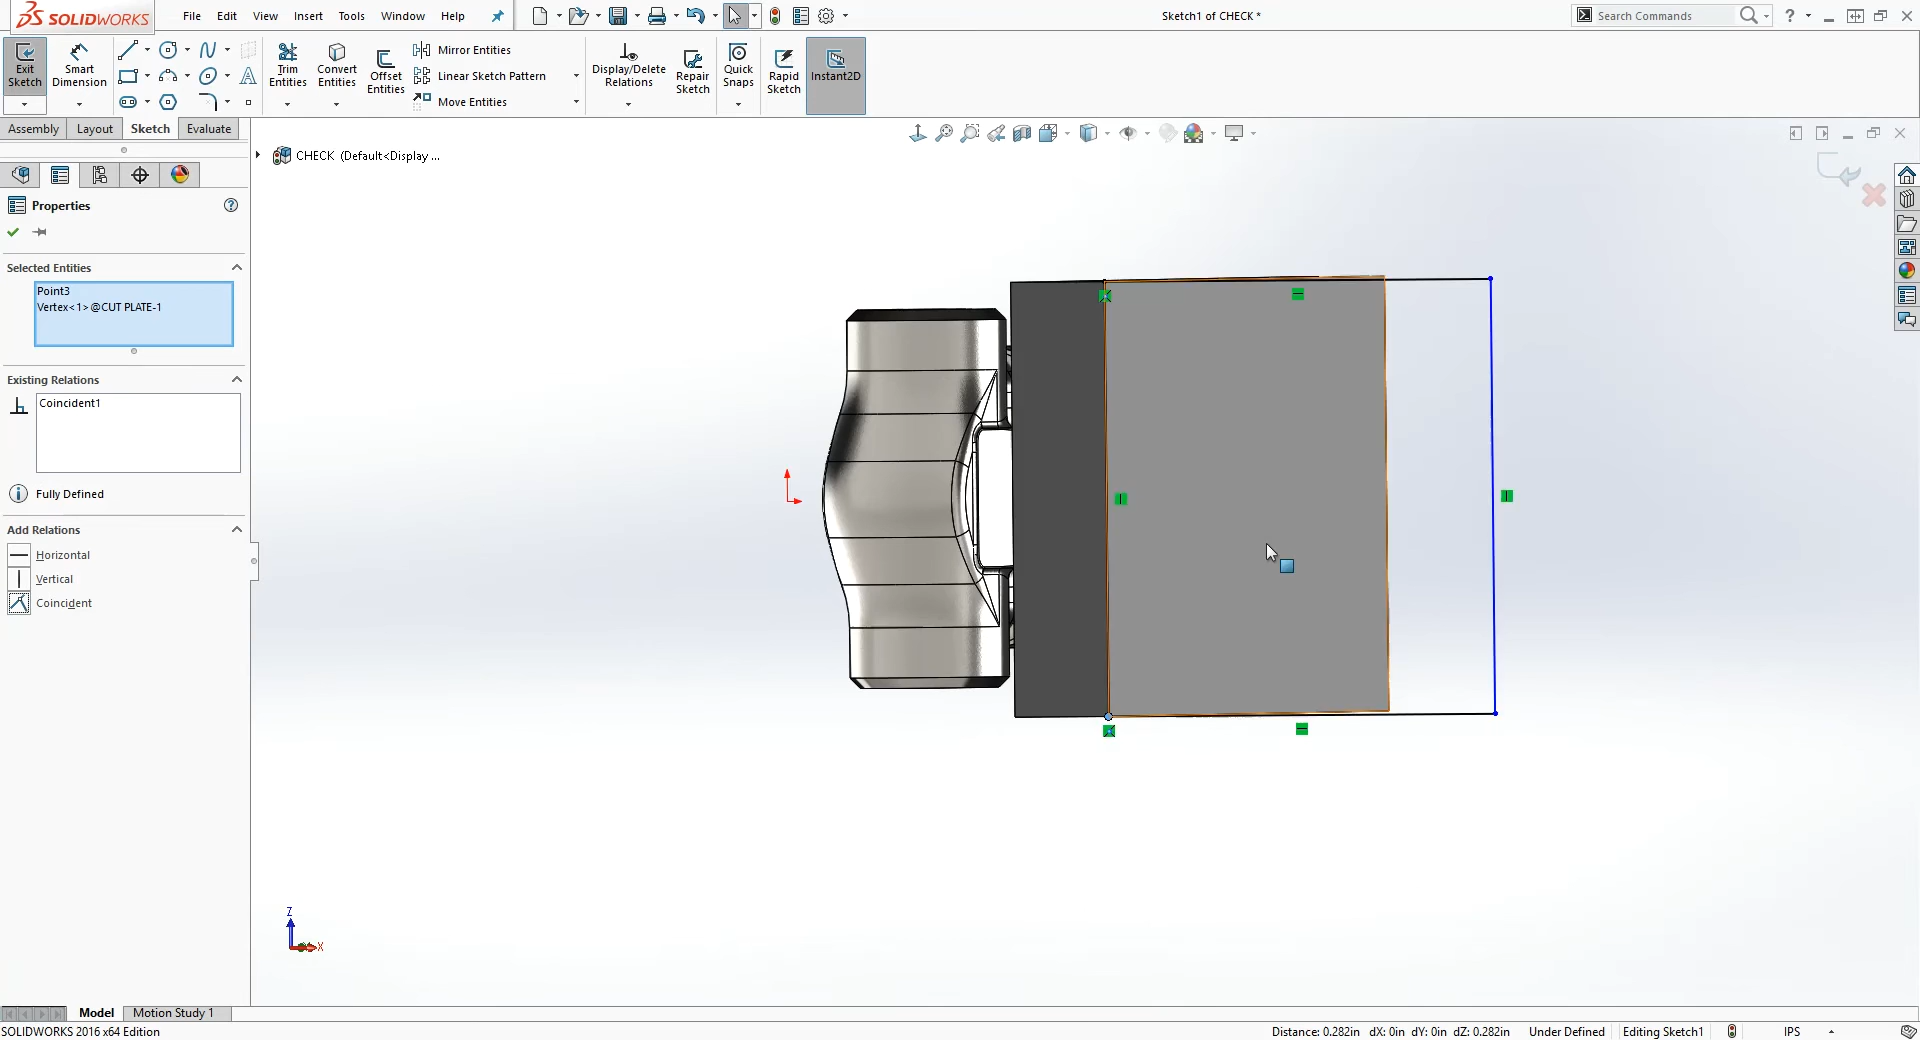 SOLIDWORKS
File Edit View Insert Tools Window Help
Sketch1 of CHECK *
Search Commands
?
Exit Sketch
Smart Dimension
Trim Entities
Convert Entities
Offset Entities
Mirror Entities
Linear Sketch Pattern
Move Entities
Display/Delete Relations
Repair Sketch
Quick Snaps
Rapid Sketch
Instant2D
Assembly Layout Sketch Evaluate
CHECK (Default<Display ...
Properties
?
Selected Entities
Point3
Vertex<1>@CUT PLATE-1
Existing Relations
Coincident1
Fully Defined
Add Relations
Horizontal
Vertical
Coincident
Z
X
Model Motion Study 1
SOLIDWORKS 2016 x64 Edition
Distance: 0.282in dX: 0in dY: 0in dZ: 0.282in Under Defined Editing Sketch1 IPS